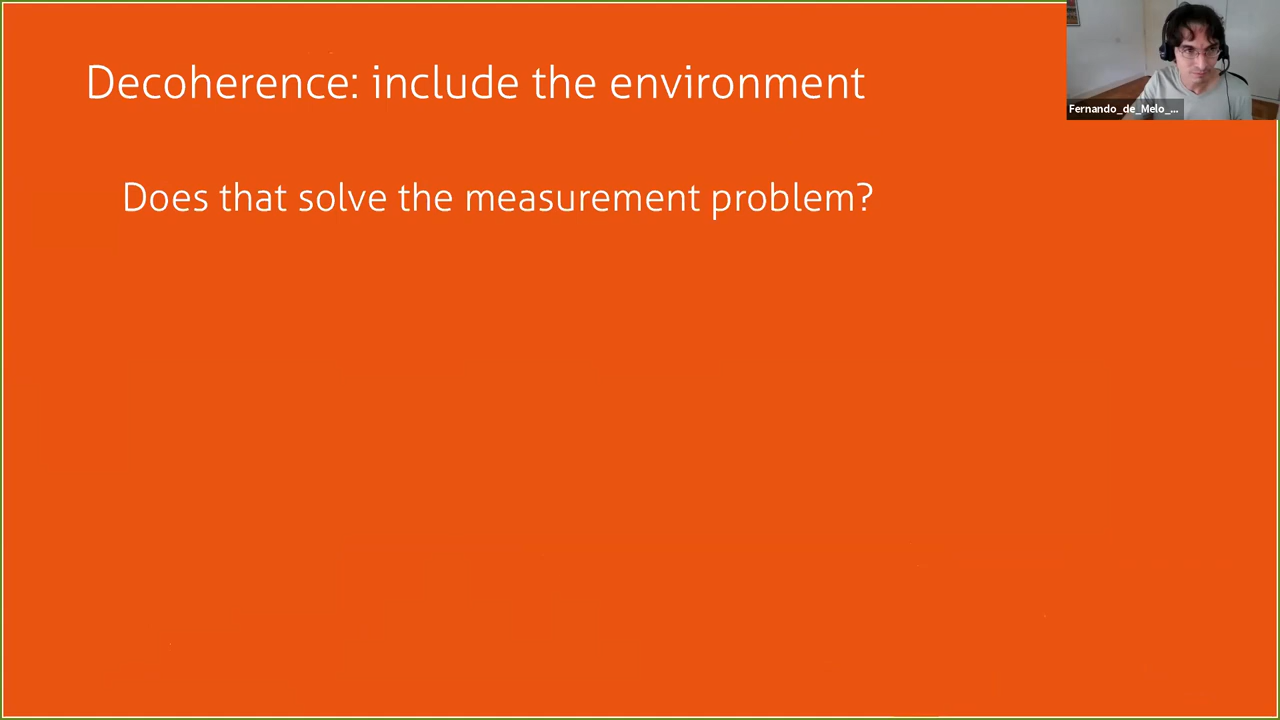 Decoherence: include the environment
Does that solve the measurement problem?
Fernando_de_Melo_...